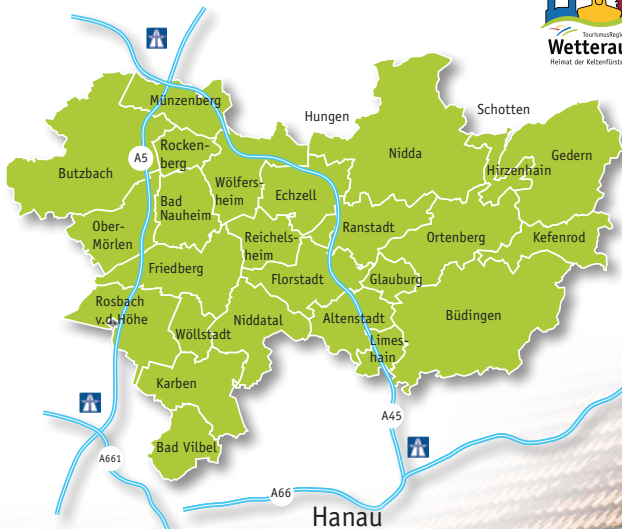 TourismusRegion
Wetterau
Heimat der Keltenfürsten
Münzenberg
Hungen
Schotten
Rocken-
berg
A5
Nidda
Gedern
Hirzenhain
Butzbach
Wölfers-
heim
Echzell
Bad
Nauheim
Ober-
Mörlen
Reichels-
heim
Ranstadt
Ortenberg
Kefenrod
Friedberg
Florstadt
Glauburg
Rosbach
v.d.Höhe
Wöllstadt
Niddatal
Altenstadt
Büdingen
Limes-
hain
Karben
A45
Bad Vilbel
A661
A66
Hanau